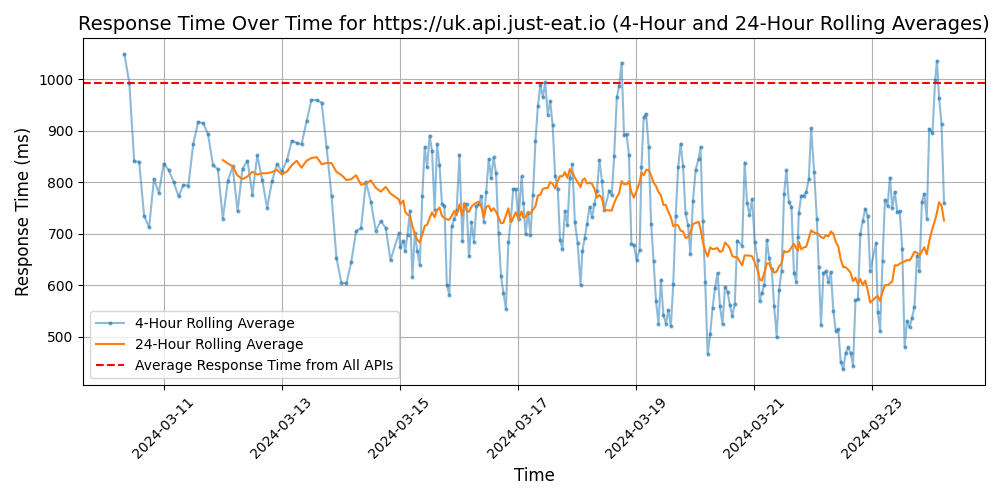 Response Time Over Time for https://uk.api.just-eat.io (4-Hour and 24-Hour Rolling Averages)
Response Time (ms)
1000
900
800
700
600
500
4-Hour Rolling Average
24-Hour Rolling Average
Average Response Time from All APIs
2024-03-11
2024-03-13
2024-03-15
2024-03-17
2024-03-19
2024-03-21
2024-03-23
Time